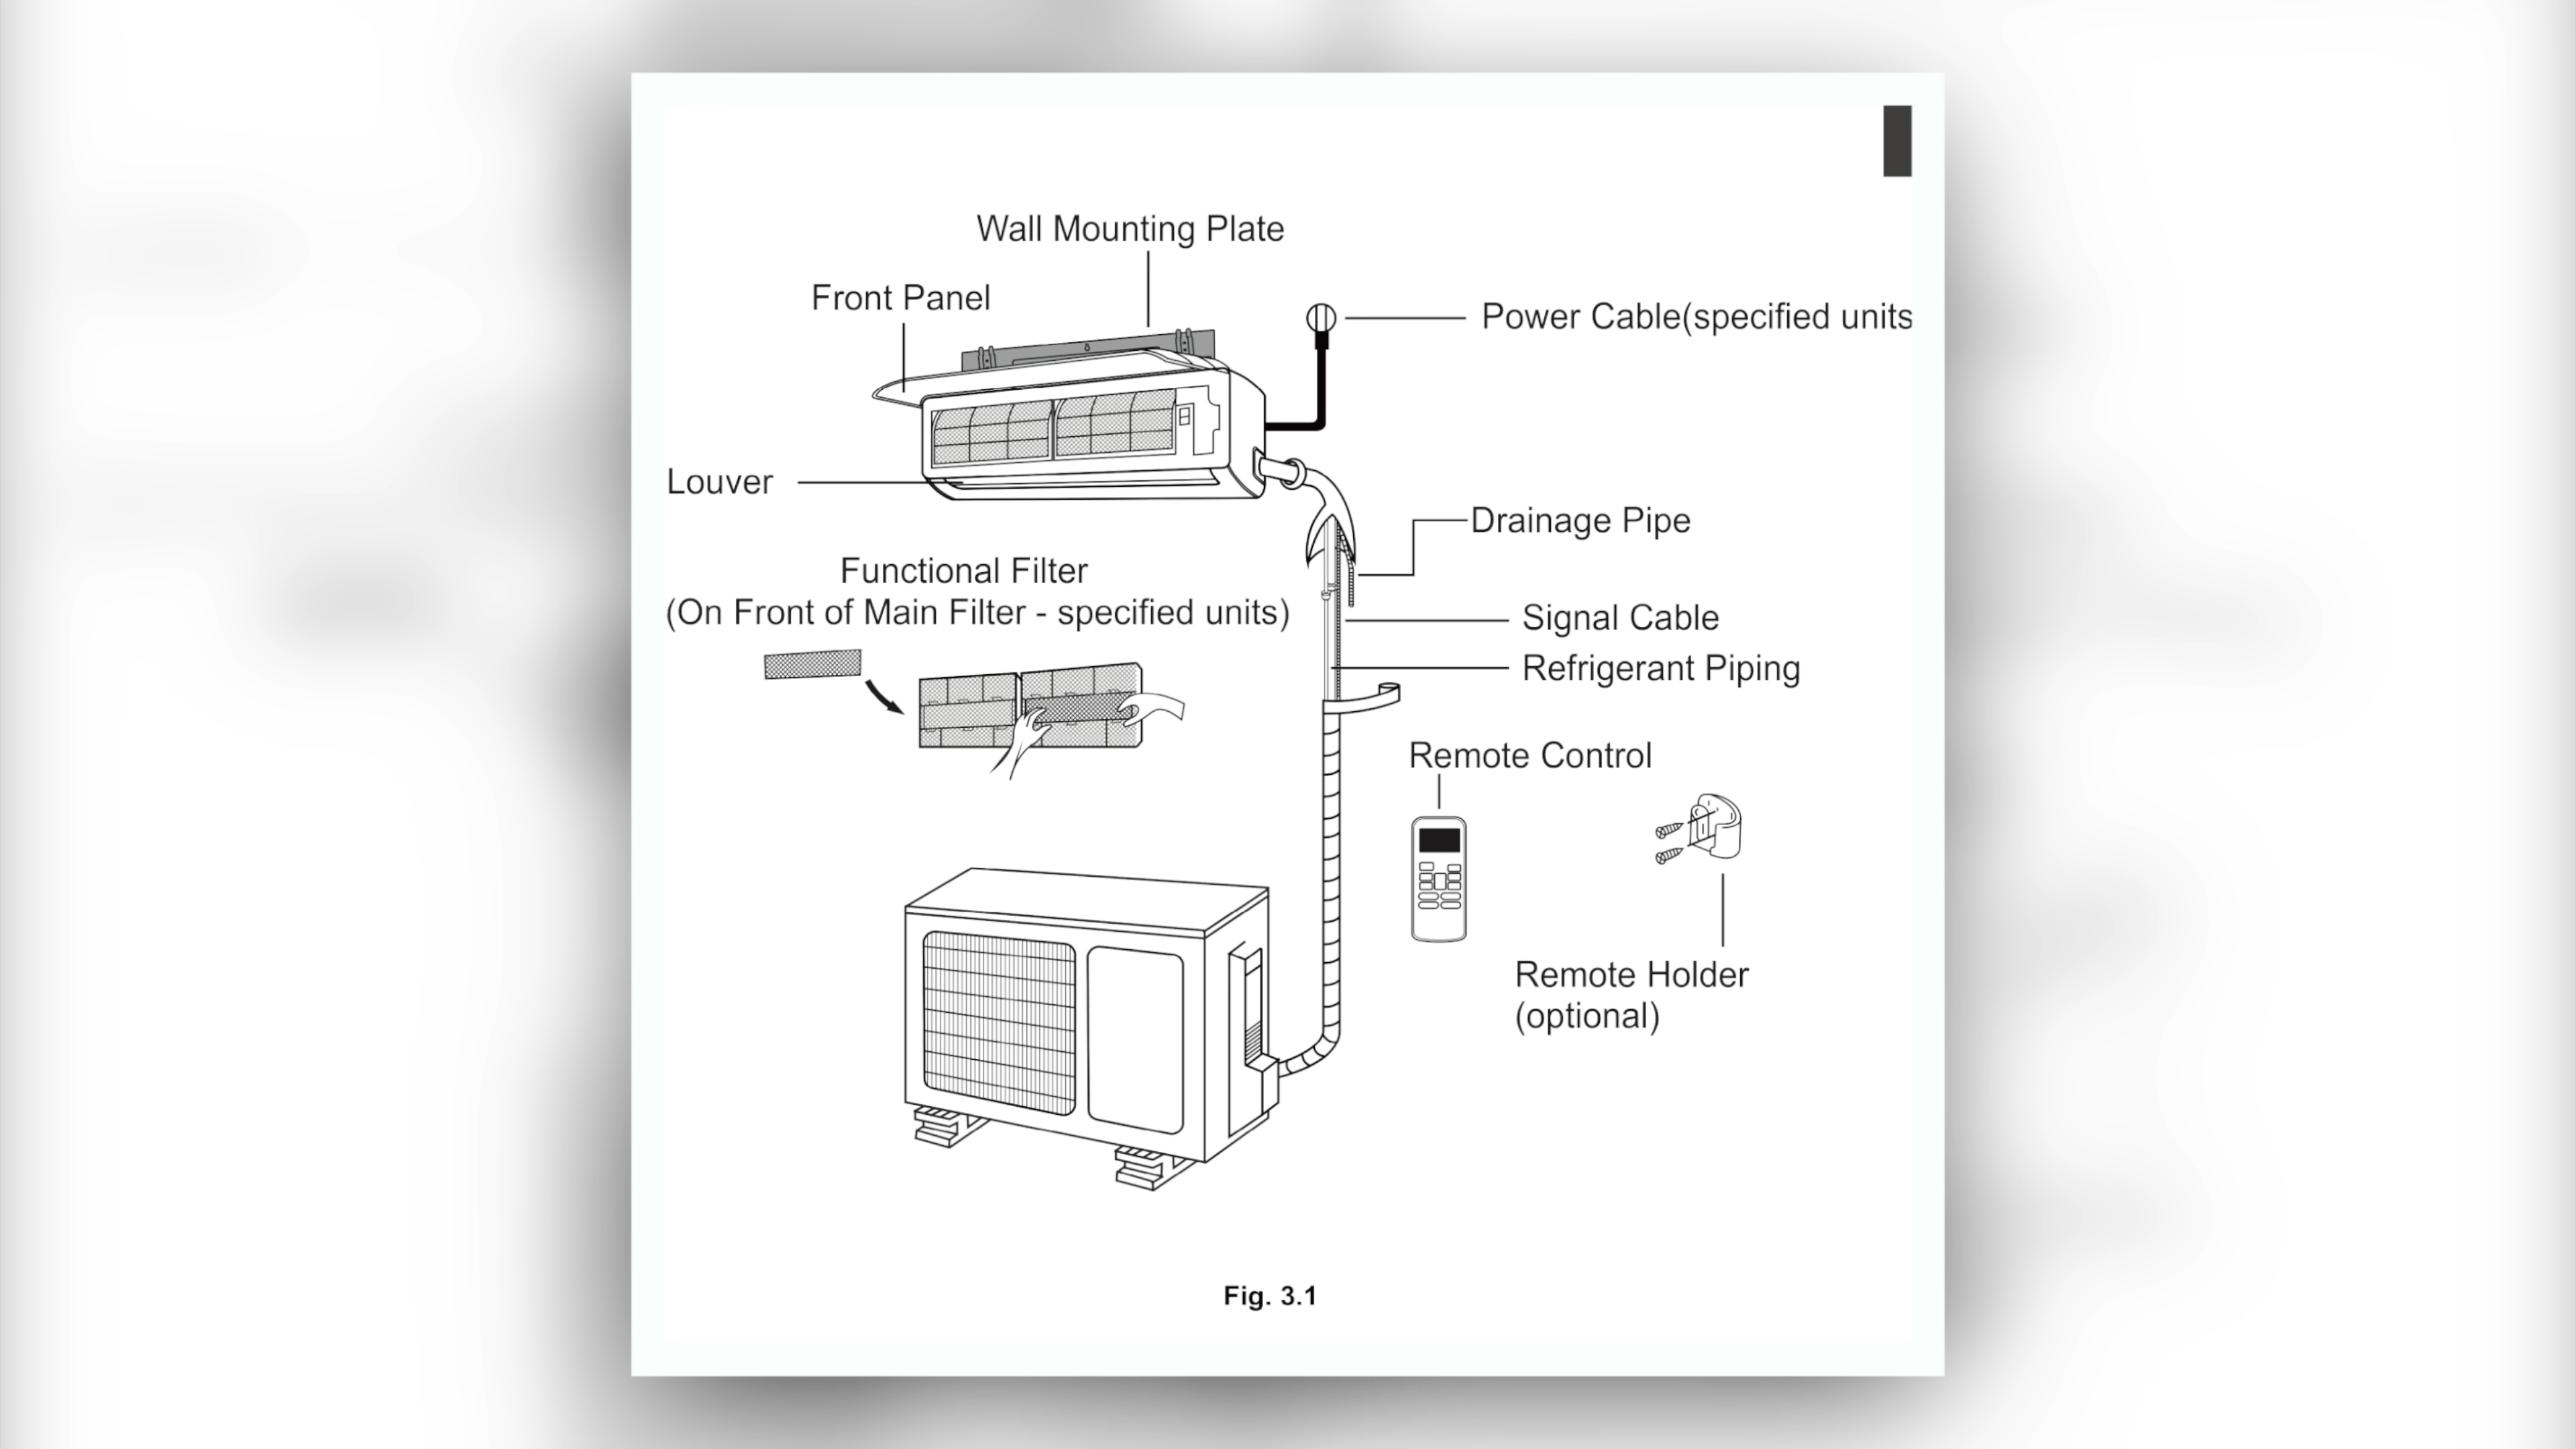 Wall Mounting Plate
Front Panel
Power Cable(specified units
Louver
Drainage Pipe
Functional Filter
(On Front of Main Filter - specified units)
Signal Cable
Refrigerant Piping
Remote Control
Remote Holder
(optional)
Fig. 3.1